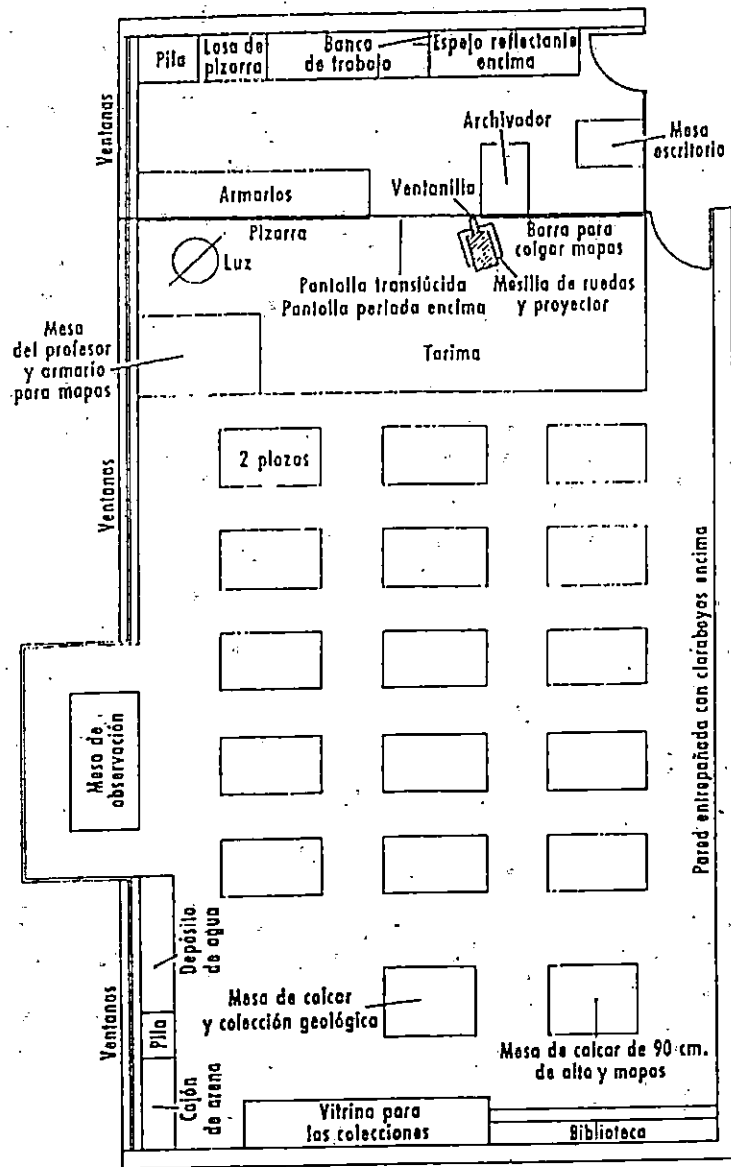 Pila
Losa de
pizarra
Banco
de trabajo
Espejo reflectante
encima
Ventanas
Archivador
Mesa
escritorio
Armarios
Ventanilla
Pizarra
Luz
Barra para
colgar mapas
Pantalla translúcida
Pantalla perlada encima
Mesilla de ruedas
y proyector
Mesa
del profesor
y armario
para mapas
Tarima
Ventanas
2 plazas
Pared entrepañada con claraboyas encima
Mesa de
observación
Depósito
de agua
Ventanas
Pila
Mesa de calcar
y colección geológica
Mesa de calcar de 90 cm.
de alto y mapas
Cajón
de arena
Vitrina para
las colecciones
Biblioteca